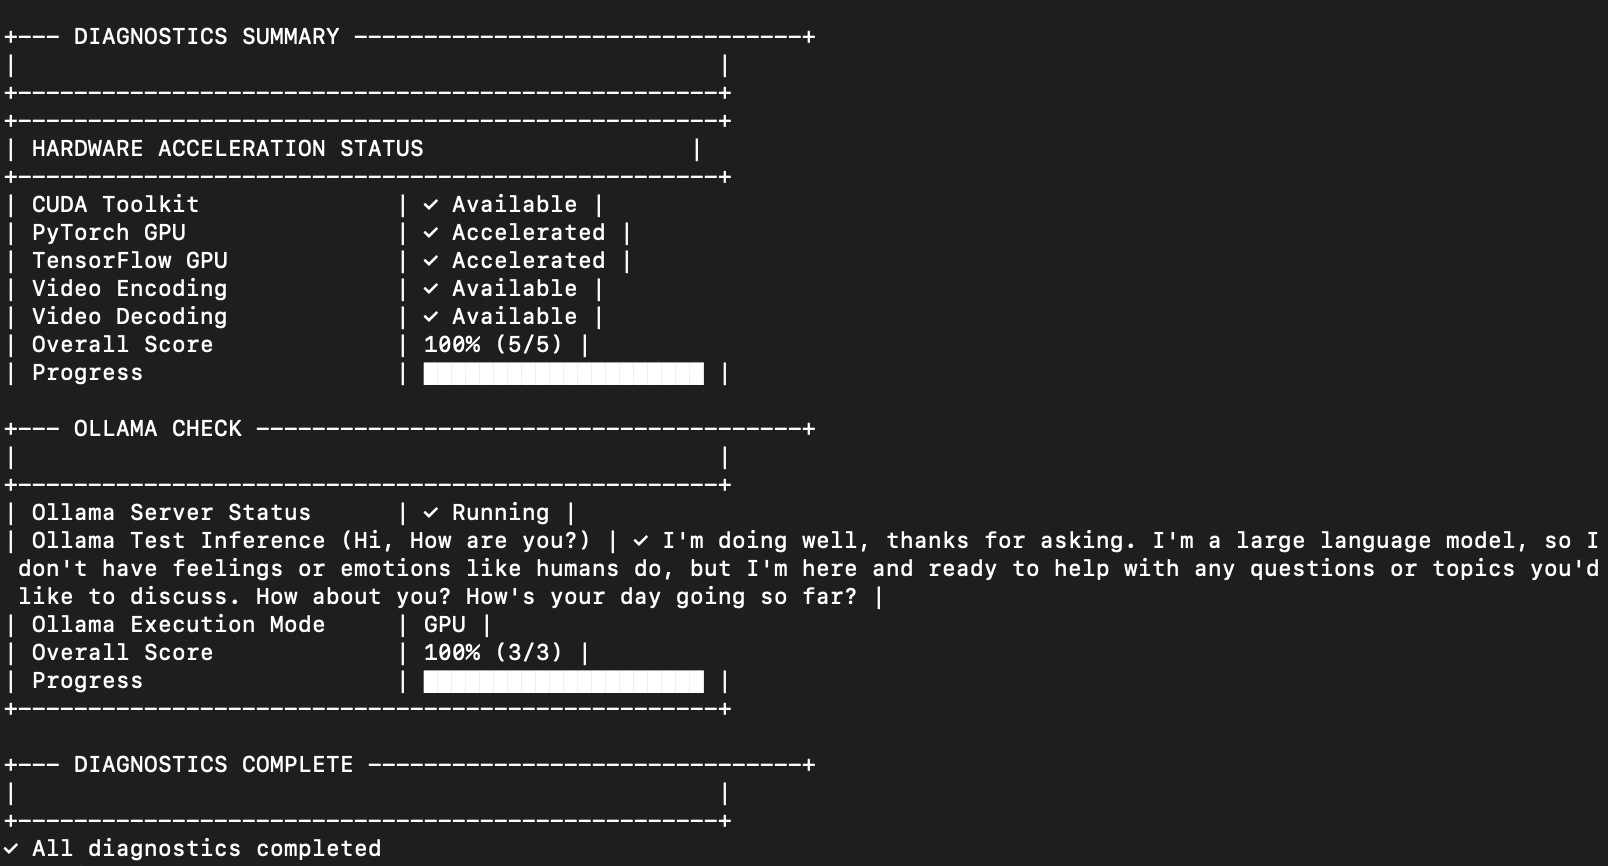 +--- DIAGNOSTICS SUMMARY --------------------------------+
|                                                  |
+--------------------------------------------------+
+--------------------------------------------------+
| HARDWARE ACCELERATION STATUS                   |
+--------------------------------------------------+
| CUDA Toolkit              | ✓ Available |
| PyTorch GPU               | ✓ Accelerated |
| TensorFlow GPU            | ✓ Accelerated |
| Video Encoding            | ✓ Available |
| Video Decoding            | ✓ Available |
| Overall Score             | 100% (5/5) |
| Progress                  | ████████████████████ |
+--- OLLAMA CHECK ---------------------------------------+
|                                                  |
+--------------------------------------------------+
| Ollama Server Status      | ✓ Running |
| Ollama Test Inference (Hi, How are you?) | ✓ I'm doing well, thanks for asking. I'm a large language model, so I
don't have feelings or emotions like humans do, but I'm here and ready to help with any questions or topics you'd
like to discuss. How about you? How's your day going so far? |
| Ollama Execution Mode     | GPU |
| Overall Score             | 100% (3/3) |
| Progress                  | ████████████████████ |
+--------------------------------------------------+
+--- DIAGNOSTICS COMPLETE -------------------------------+
|                                                  |
+--------------------------------------------------+
✓ All diagnostics completed